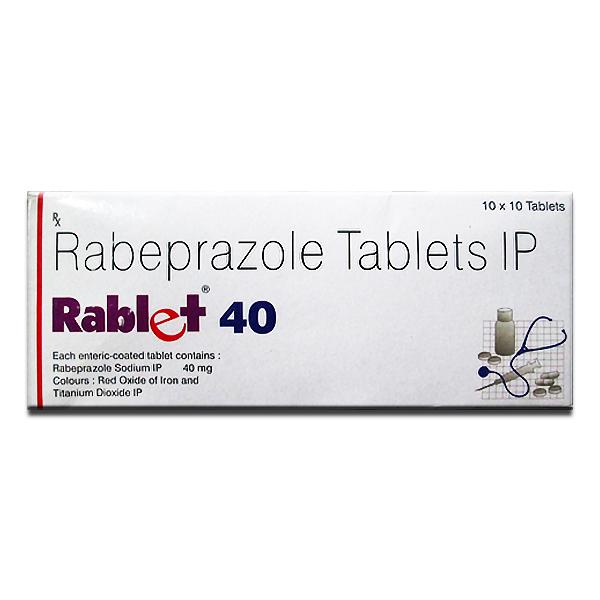 10 x 10 Tablets
Rx
Rabeprazole Tablets IP
Rablet® 40
Each enteric-coated tablet contains :
Rabeprazole Sodium IP 40 mg
Colours : Red Oxide of Iron and
Titanium Dioxide IP